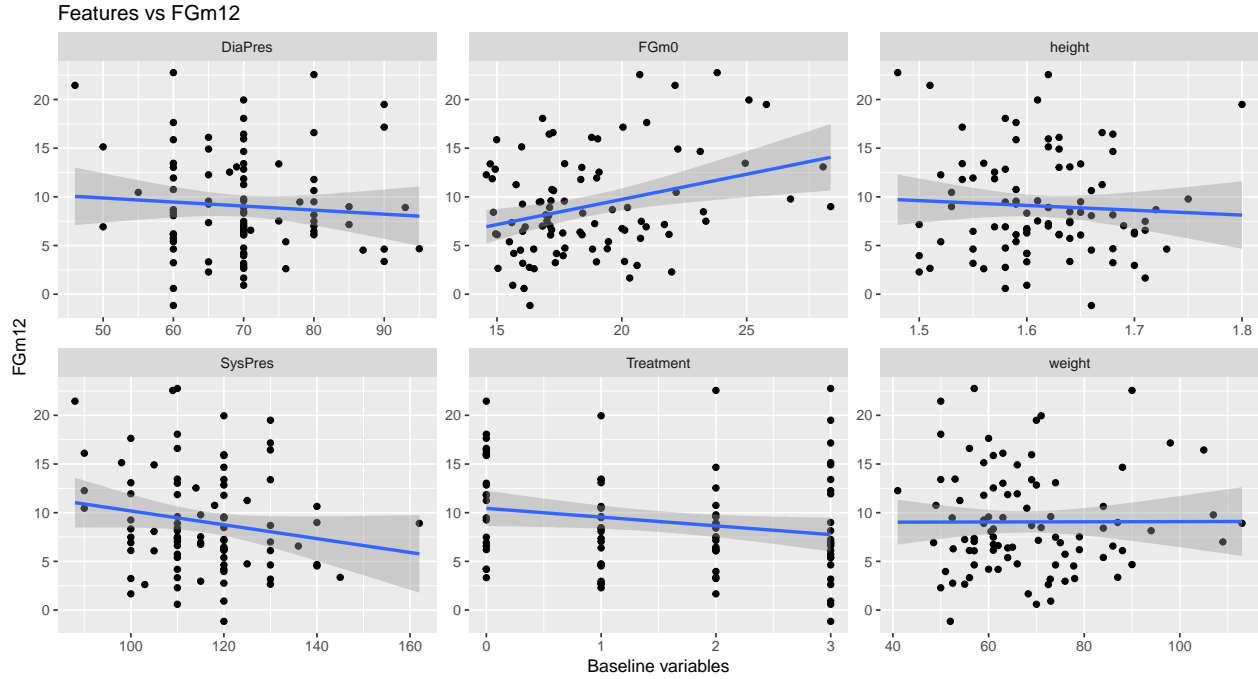 Features vs FGm12
DiaPres
FGm0
height
20
15
10
5
0
50 60 70 80 90
15 20 25
1.5 1.6 1.7 1.8
FGm12
SysPres
Treatment
weight
20
15
10
5
0
100 120 140 160
0 1 2 3
40 60 80 100
Baseline variables